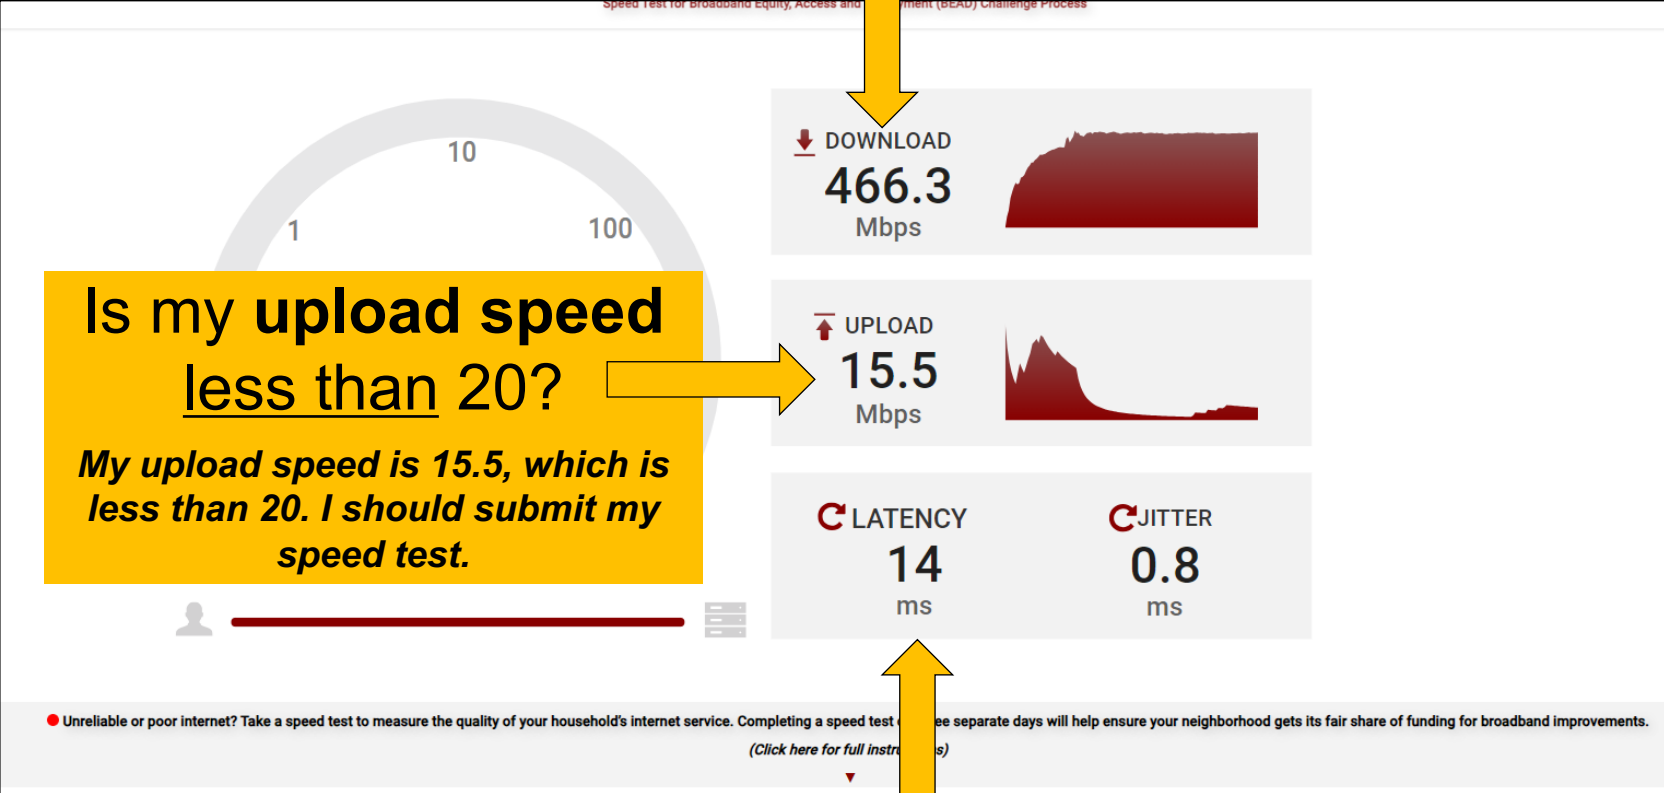 Speed Test for Broadband Equity, Access and yment (BEAD) Challenge Process
10
1
100
DOWNLOAD
466.3
Mbps
Is my upload speed
less than 20?
My upload speed is 15.5, which is
less than 20. I should submit my
speed test.
UPLOAD
15.5
Mbps
LATENCY
14
ms
JITTER
0.8
ms
Unreliable or poor internet? Take a speed test to measure the quality of your household's internet service. Completing a speed test ee separate days will help ensure your neighborhood gets its fair share of funding for broadband improvements.
(Click here for full instr s)